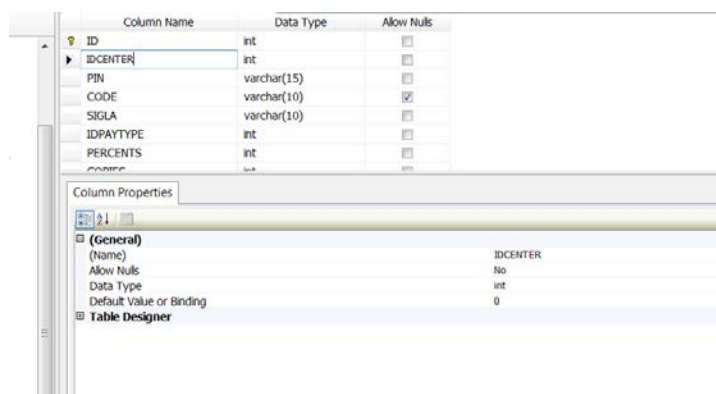 Column Name Data Type Allow Nulls
ID int
IDCENTER int
PIN varchar(15)
CODE varchar(10)
SIGLA varchar(10)
IDPAYTYPE int
PERCENTS int
COPIES int
Column Properties
(General)
(Name) IDCENTER
Allow Nulls No
Data Type int
Default Value or Binding 0
Table Designer